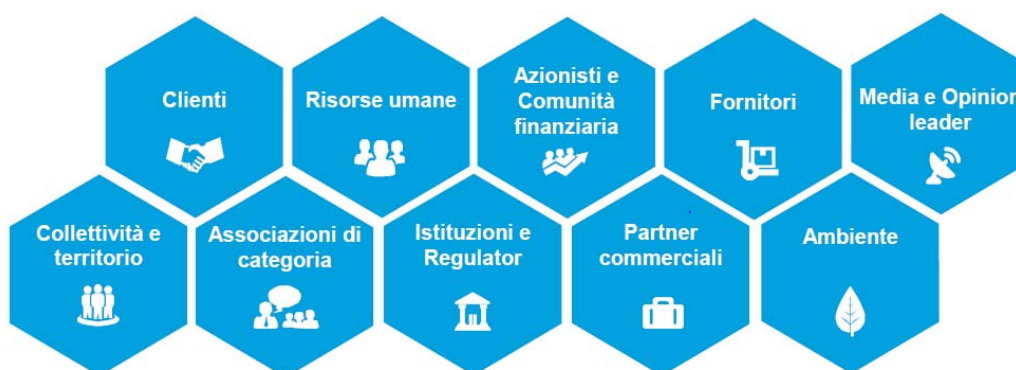 Clienti
Risorse umane
Azionisti e
Comunità
finanziaria
Fornitori
Media e Opinion
leader
Collettività e
territorio
Associazioni di
categoria
Istituzioni e
Regulator
Partner
commerciali
Ambiente